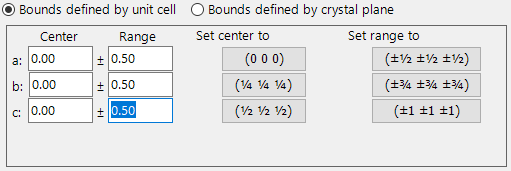 Bounds defined by unit cell Bounds defined by crystal plane
Center Range Set center to Set range to
a: 0.00 ± 0.50 (0 0 0) (±½ ±½ ±½)
b: 0.00 ± 0.50 (¼ ¼ ¼) (±¾ ±¾ ±¾)
c: 0.00 ± 0.50 (½ ½ ½) (±1 ±1 ±1)